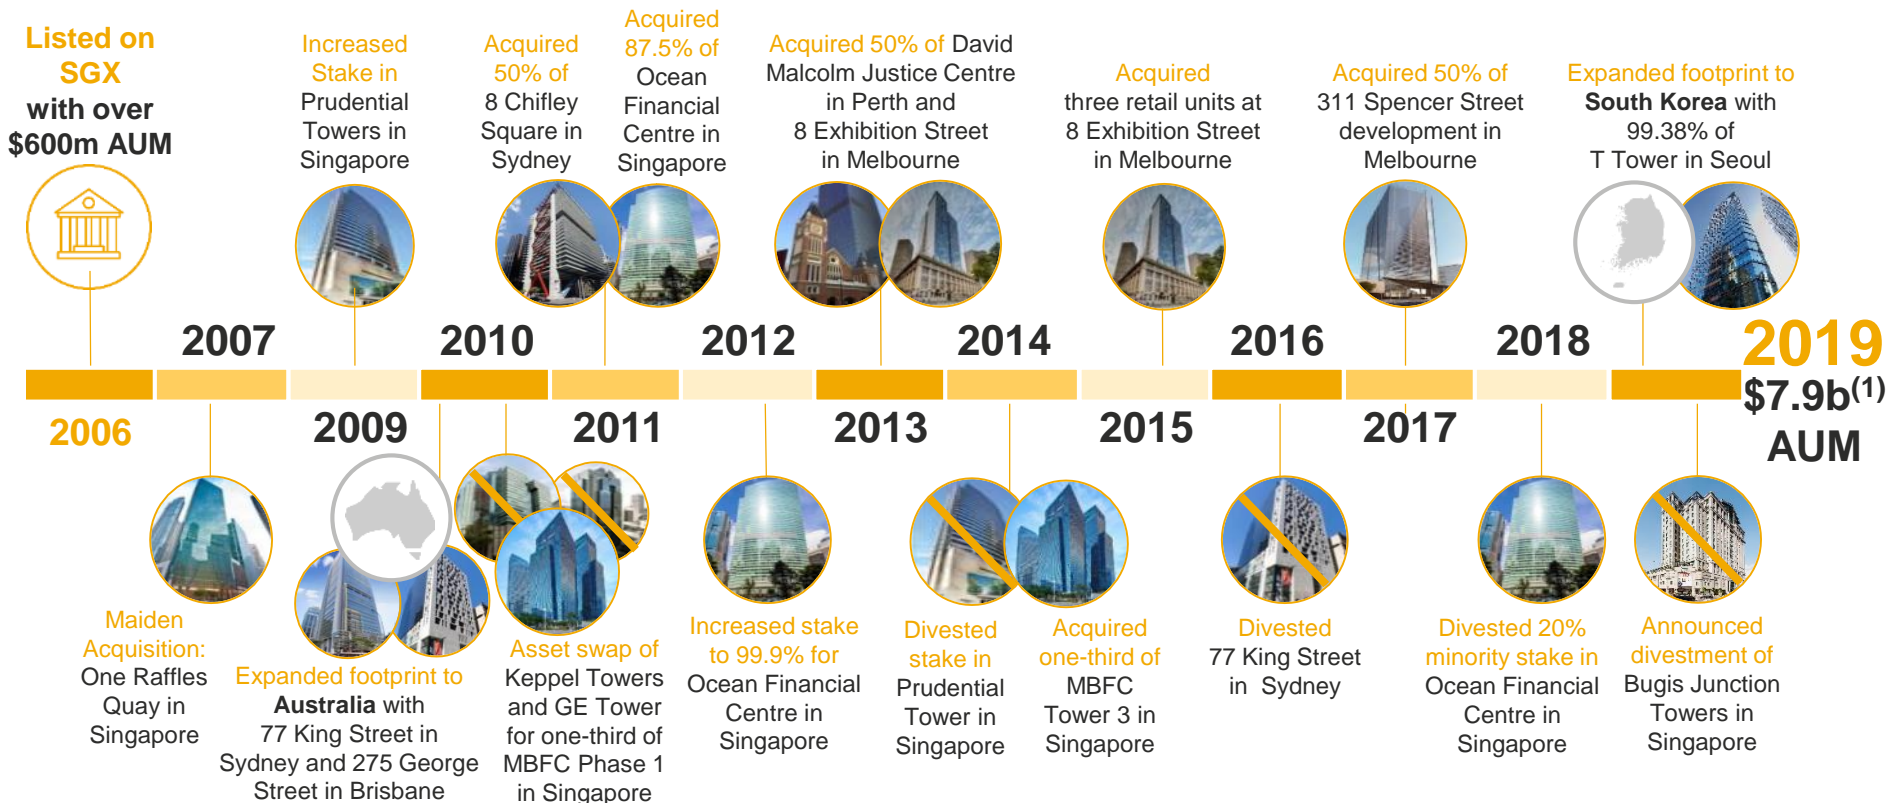 Listed on
SGX
with over
$600m AUM
Increased
Stake in
Prudential
Towers in
Singapore
Acquired
50% of
8 Chifley
Square in
Sydney
Acquired
87.5% of
Ocean
Financial
Centre in
Singapore
Acquired 50% of David
Malcolm Justice Centre
in Perth and
8 Exhibition Street
in Melbourne
Acquired
three retail units at
8 Exhibition Street
in Melbourne
Acquired 50% of
311 Spencer Street
development in
Melbourne
Expanded footprint to
South Korea with
99.38% of
T Tower in Seoul
2007
2010
2012
2014
2016
2018
2019
$7.9b(1)
AUM
2006
2009
2011
2013
2015
2017
Maiden
Acquisition:
One Raffles
Quay in
Singapore
Expanded footprint to
Australia with
77 King Street in
Sydney and 275 George
Street in Brisbane
Asset swap of
Keppel Towers
and GE Tower
for one-third of
MBFC Phase 1
in Singapore
Increased stake
to 99.9% for
Ocean Financial
Centre in
Singapore
Divested
stake in
Prudential
Tower in
Singapore
Acquired
one-third of
MBFC
Tower 3 in
Singapore
Divested
77 King Street
in Sydney
Divested 20%
minority stake in
Ocean Financial
Centre in
Singapore
Announced
divestment of
Bugis Junction
Towers in
Singapore